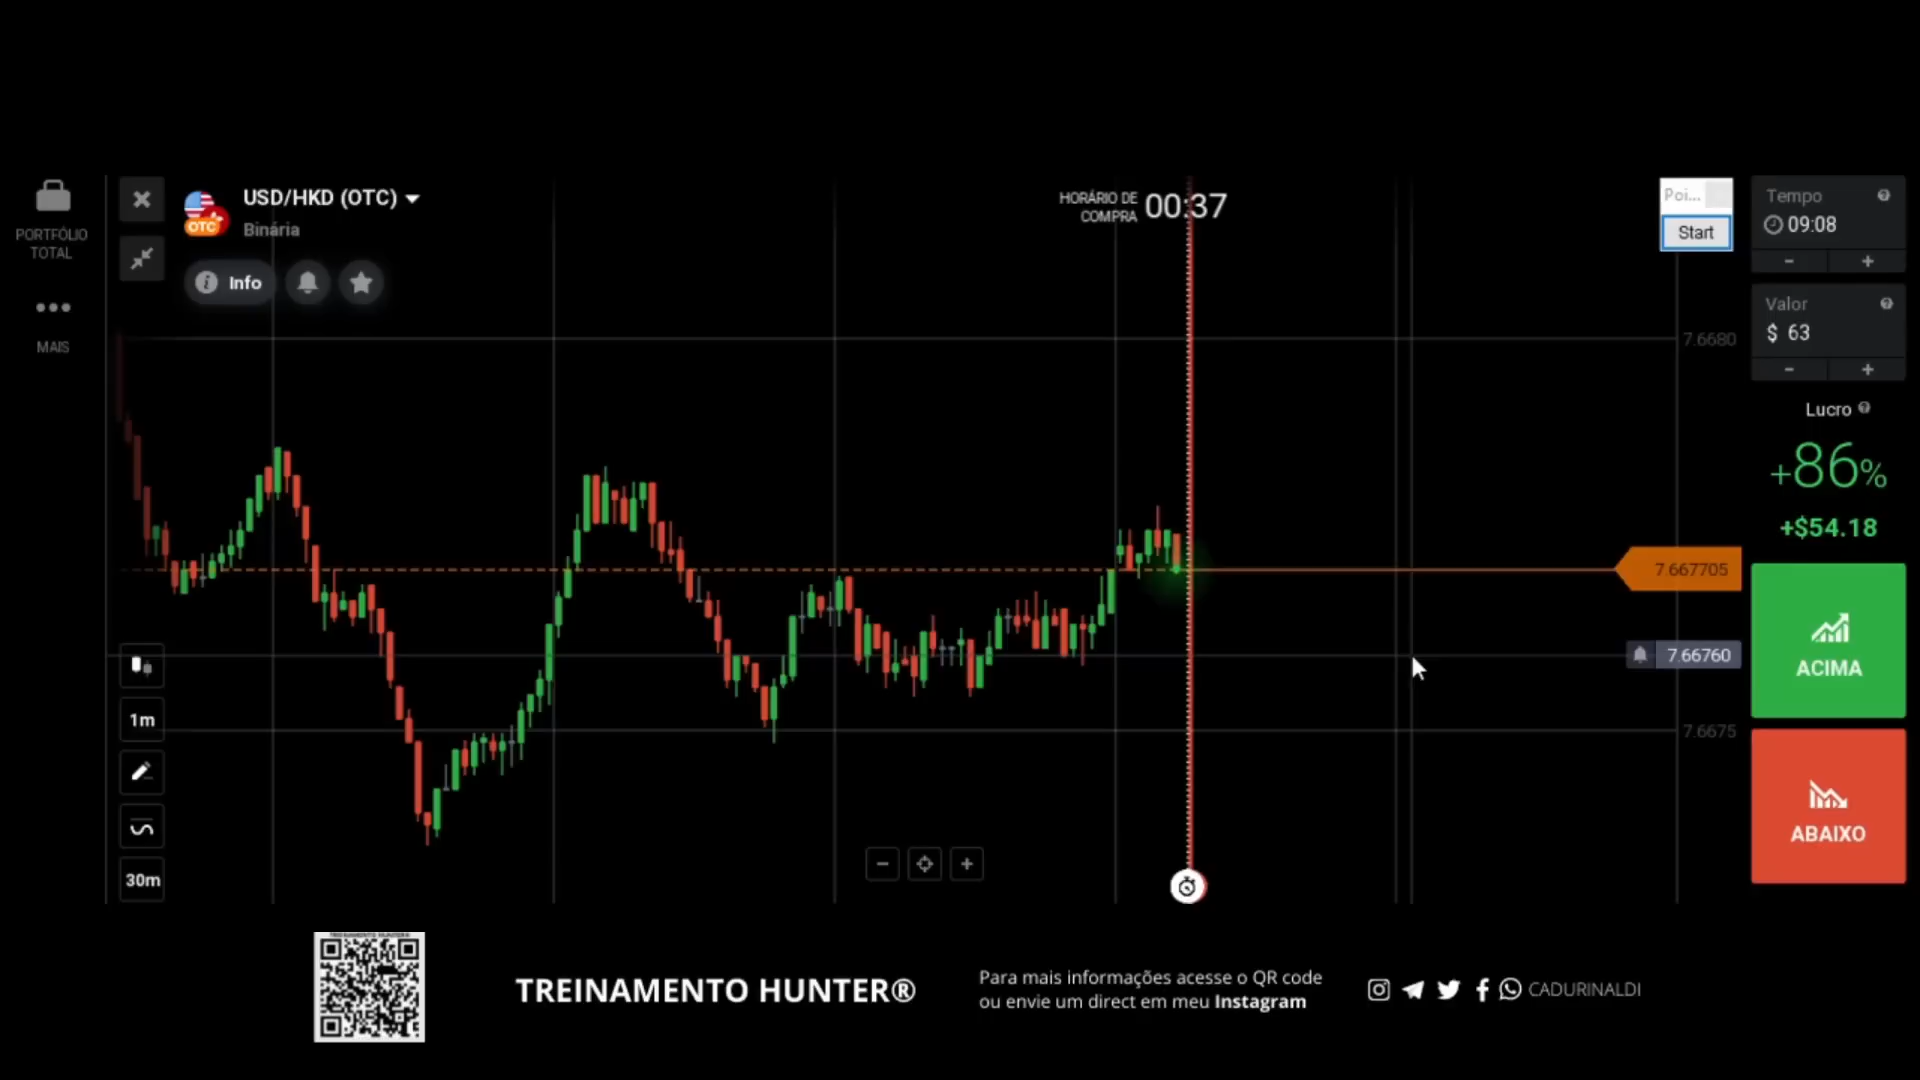 PORTFÓLIO
TOTAL
MAIS
USD/HKD (OTC)
OTC
Binária
Info
HORÁRIO DE
COMPRA
00:37
Poi...
Start
Tempo
09:08
-
+
Valor
$ 63
-
+
Lucro
+86%
+$54.18
7.6680
7.667705
7.66760
7.6675
ACIMA
ABAIXO
1m
30m
-
+
TREINAMENTO HUNTER®
Para mais informações acesse o QR code
ou envie um direct em meu Instagram
CADURINALDI